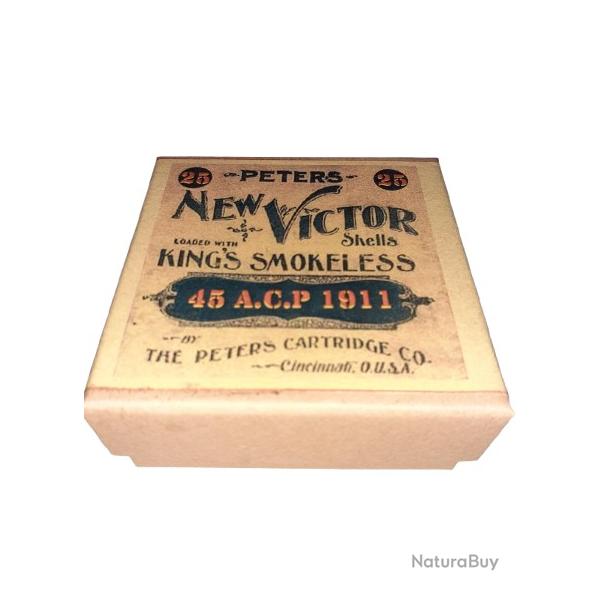 25 PETERS 25
NEW VICTOR
Shells
LOADED WITH
KING'S SMOKELESS
45 A.C.P 1911
BY
THE PETERS CARTRIDGE CO.
Cincinnati, O.U.S.A.
NaturaBuy